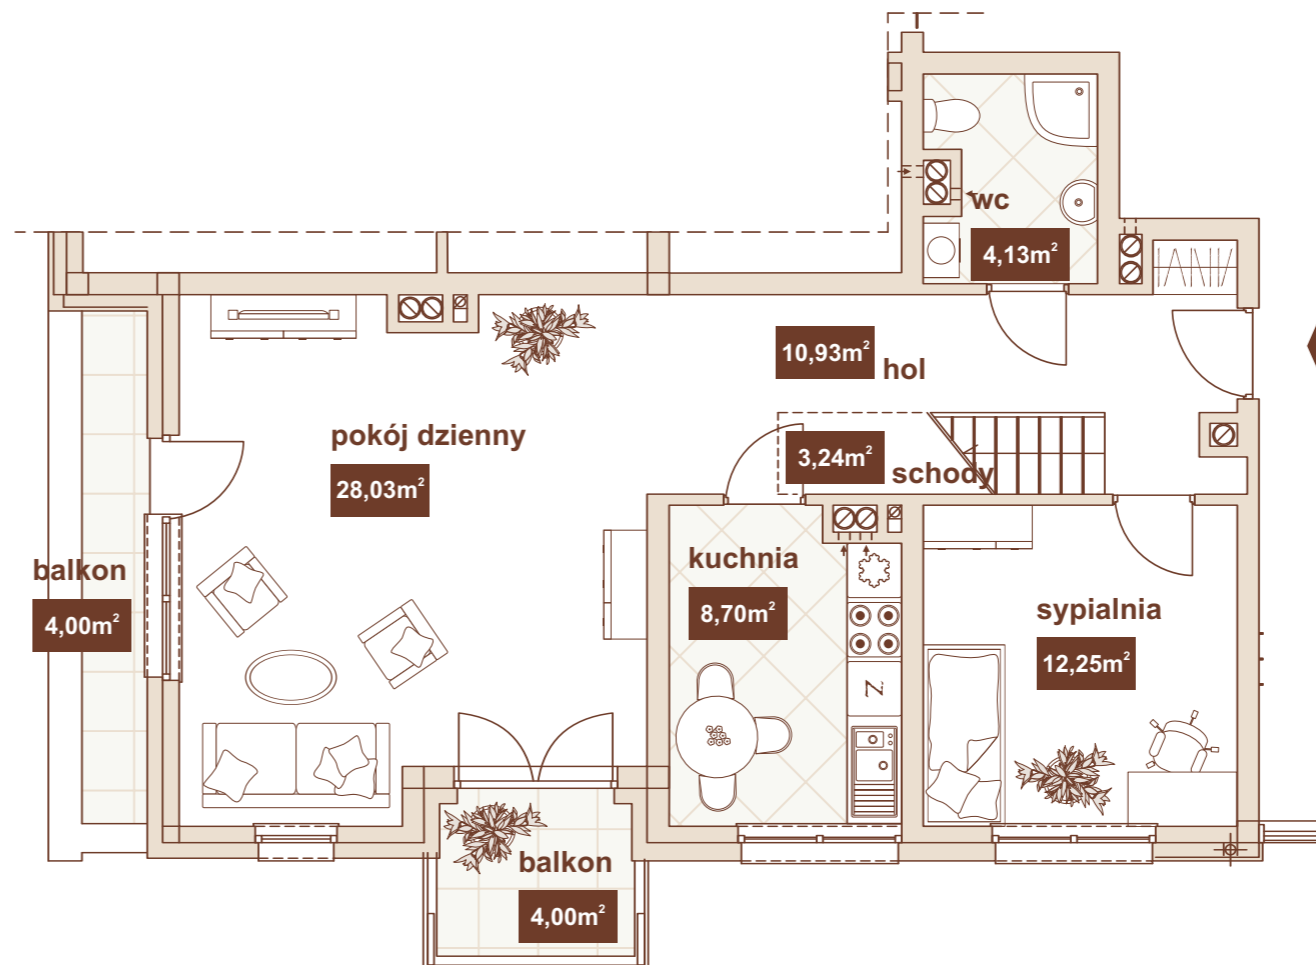 wc
4,13m²
10,93m²
hol
pokój dzienny
28,03m²
3,24m²
schody
balkon
4,00m²
kuchnia
8,70m²
Z
sypialnia
12,25m²
balkon
4,00m²